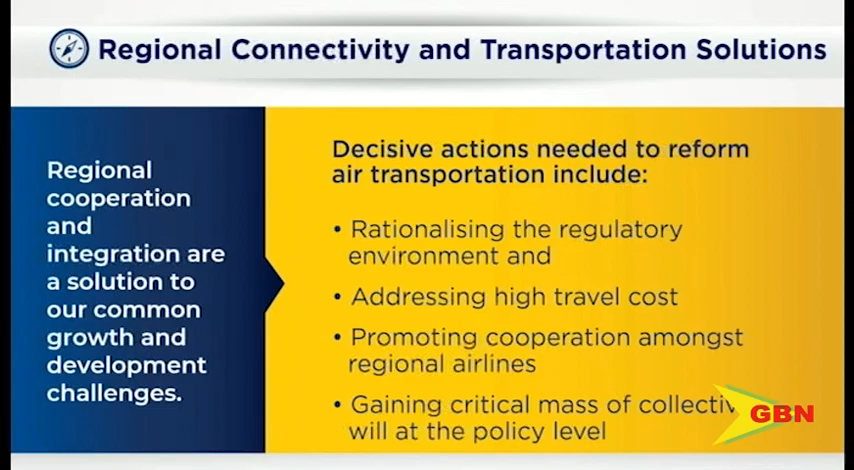 Regional Connectivity and Transportation Solutions
Regional
cooperation
and
integration are
a solution to
our common
growth and
development
challenges.
Decisive actions needed to reform
air transportation include:
• Rationalising the regulatory
environment and
• Addressing high travel cost
• Promoting cooperation amongst
regional airlines
• Gaining critical mass of collectiv
will at the policy level
GBN